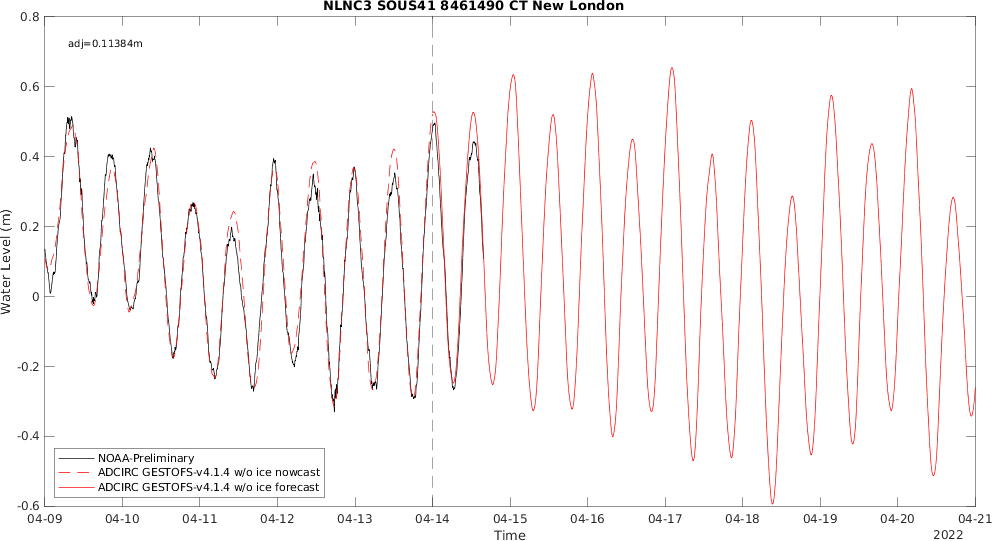 NLNC3 SOUS41 8461490 CT New London
adj=0.11384m
Water Level (m)
0.8
0.6
0.4
0.2
0
-0.2
-0.4
-0.6
NOAA-Preliminary
ADCIRC GESTOFS-v4.1.4 w/o ice nowcast
ADCIRC GESTOFS-v4.1.4 w/o ice forecast
04-09 04-10 04-11 04-12 04-13 04-14 04-15 04-16 04-17 04-18 04-19 04-20 04-21
Time
2022